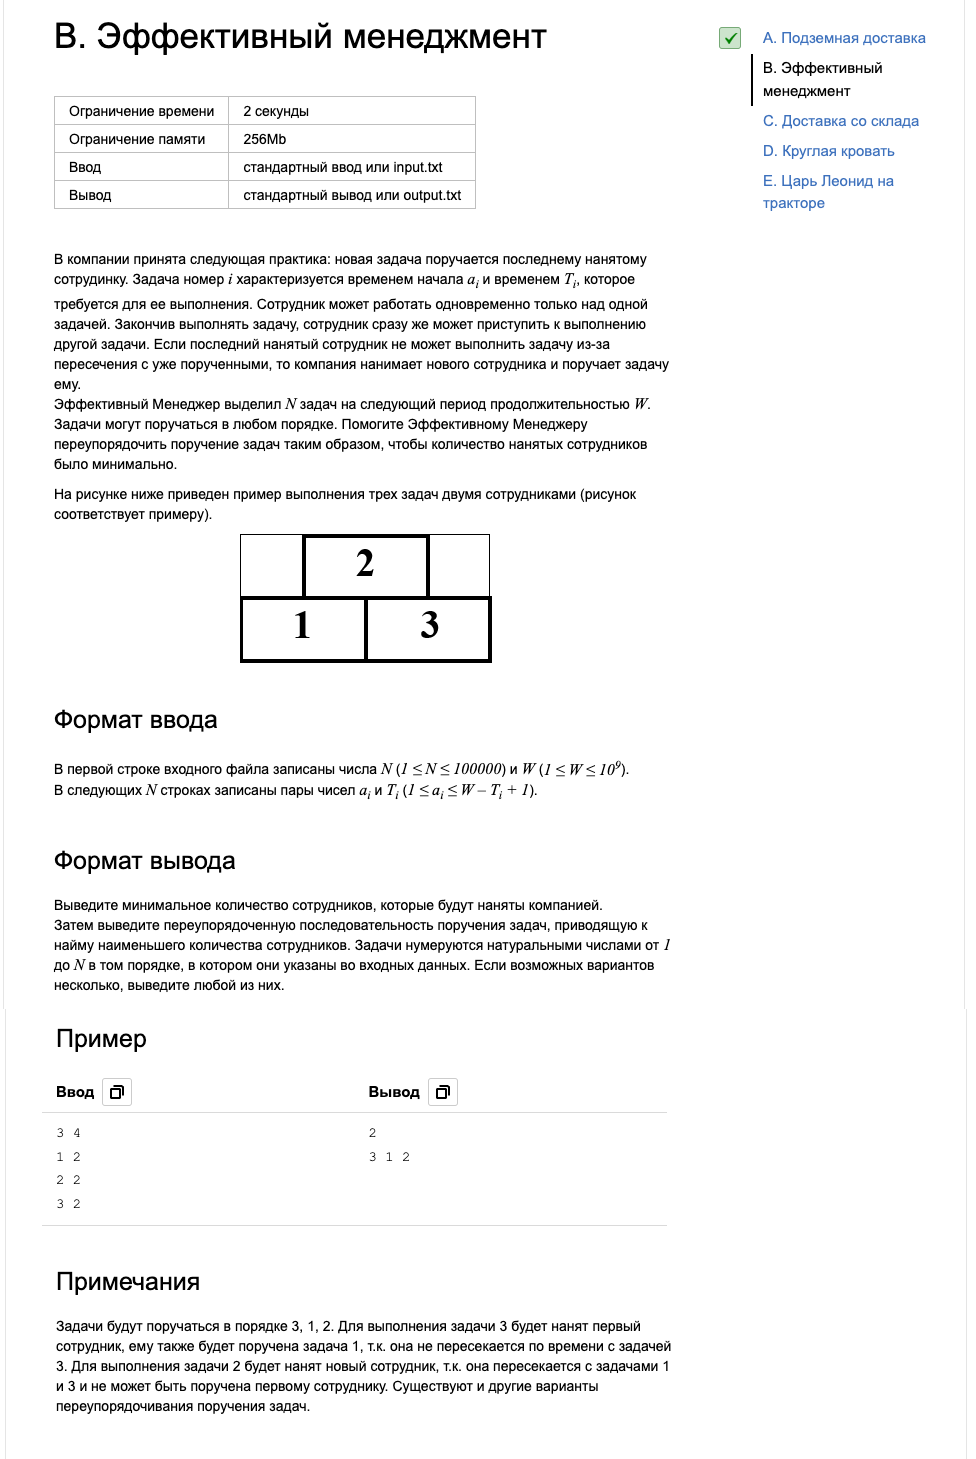 B. Эффективный менеджмент
Ограничение времени 2 секунды
Ограничение памяти 256Mb
Ввод стандартный ввод или input.txt
Вывод стандартный вывод или output.txt
A. Подземная доставка
B. Эффективный
менеджмент
C. Доставка со склада
D. Круглая кровать
E. Царь Леонид на
тракторе
В компании принята следующая практика: новая задача поручается последнему нанятому
сотрудинку. Задача номер i характеризуется временем начала a_i и временем T_i, которое
требуется для ее выполнения. Сотрудник может работать одновременно только над одной
задачей. Закончив выполнять задачу, сотрудник сразу же может приступить к выполнению
другой задачи. Если последний нанятый сотрудник не может выполнить задачу из-за
пересечения с уже порученными, то компания нанимает нового сотрудника и поручает задачу
ему.
Эффективный Менеджер выделил N задач на следующий период продолжительностью W.
Задачи могут поручаться в любом порядке. Помогите Эффективному Менеджеру
переупорядочить поручение задач таким образом, чтобы количество нанятых сотрудников
было минимально.
На рисунке ниже приведен пример выполнения трех задач двумя сотрудниками (рисунок
соответствует примеру).
2
1 3
Формат ввода
В первой строке входного файла записаны числа N (1 ≤ N ≤ 100000) и W (1 ≤ W ≤ 10^9).
В следующих N строках записаны пары чисел a_i и T_i (1 ≤ a_i ≤ W – T_i + 1).
Формат вывода
Выведите минимальное количество сотрудников, которые будут наняты компанией.
Затем выведите переупорядоченную последовательность поручения задач, приводящую к
найму наименьшего количества сотрудников. Задачи нумеруются натуральными числами от 1
до N в том порядке, в котором они указаны во входных данных. Если возможных вариантов
несколько, выведите любой из них.
Пример
Ввод Вывод
3 4 2
1 2 3 1 2
2 2
3 2
Примечания
Задачи будут поручаться в порядке 3, 1, 2. Для выполнения задачи 3 будет нанят первый
сотрудник, ему также будет поручена задача 1, т.к. она не пересекается по времени с задачей
3. Для выполнения задачи 2 будет нанят новый сотрудник, т.к. она пересекается с задачами 1
и 3 и не может быть поручена первому сотруднику. Существуют и другие варианты
переупорядочивания поручения задач.